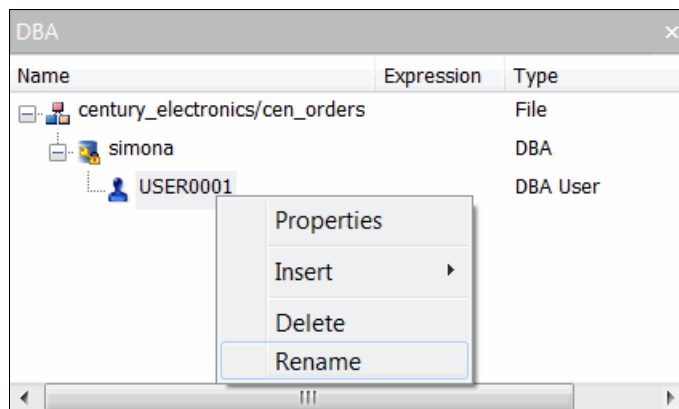 DBA
Name Expression Type
century_electronics/cen_orders File
simona DBA
USER0001 DBA User
Properties
Insert
Delete
Rename